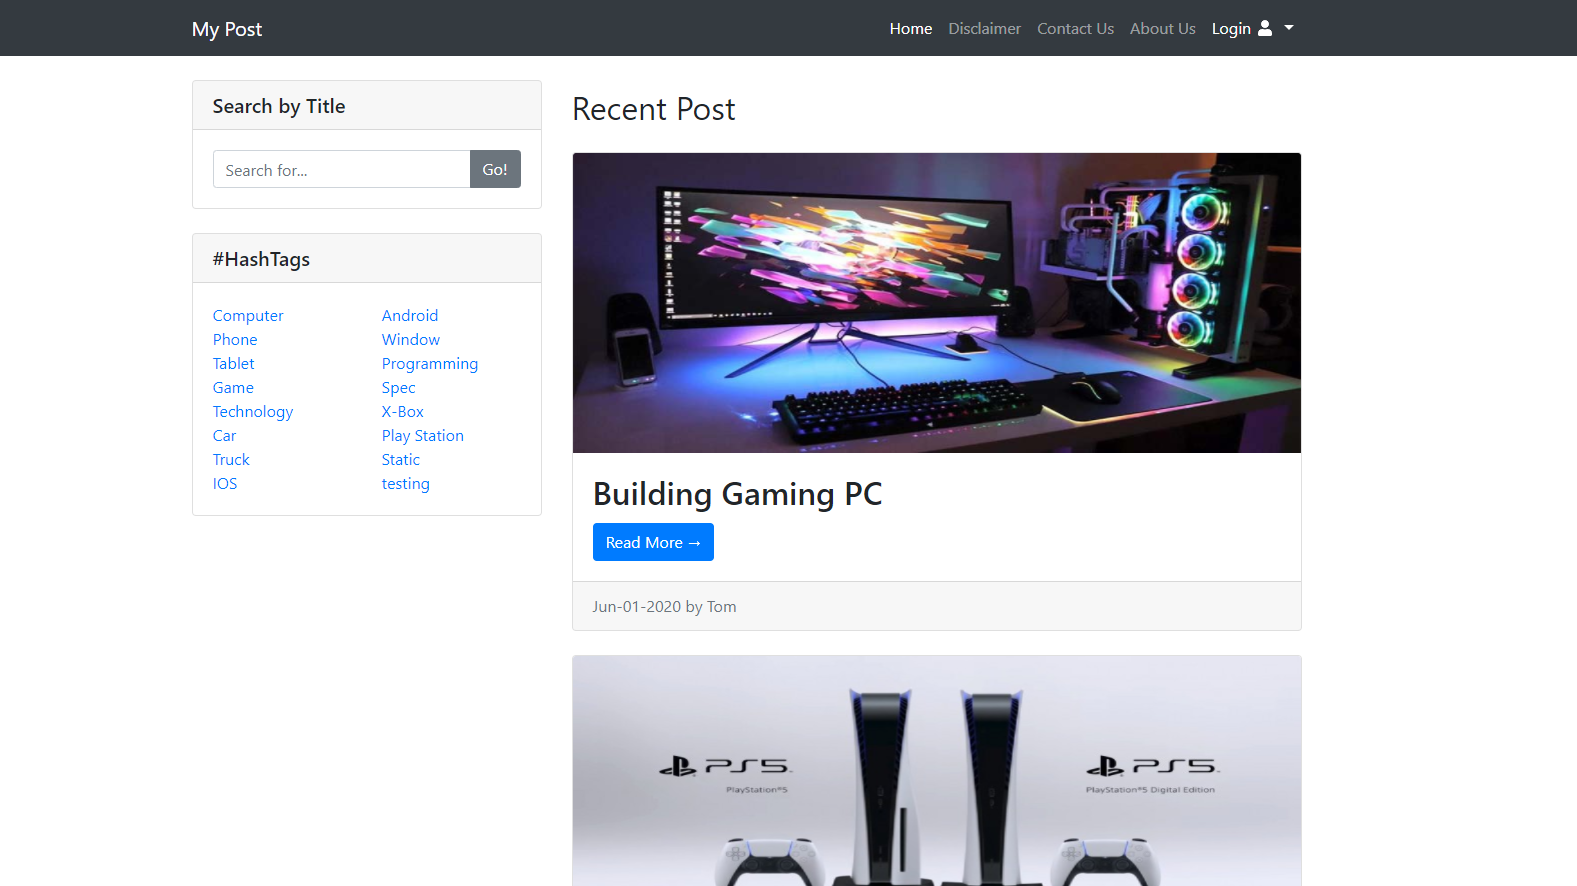 My Post
Home Disclaimer Contact Us About Us Login
Search by Title
Search for...
Go!
#HashTags
Computer
Phone
Tablet
Game
Technology
Car
Truck
IOS
Android
Window
Programming
Spec
X-Box
Play Station
Static
testing
Recent Post
Building Gaming PC
Read More →
Jun-01-2020 by Tom
PS5
PlayStation®5
PS5
PlayStation®5 Digital Edition